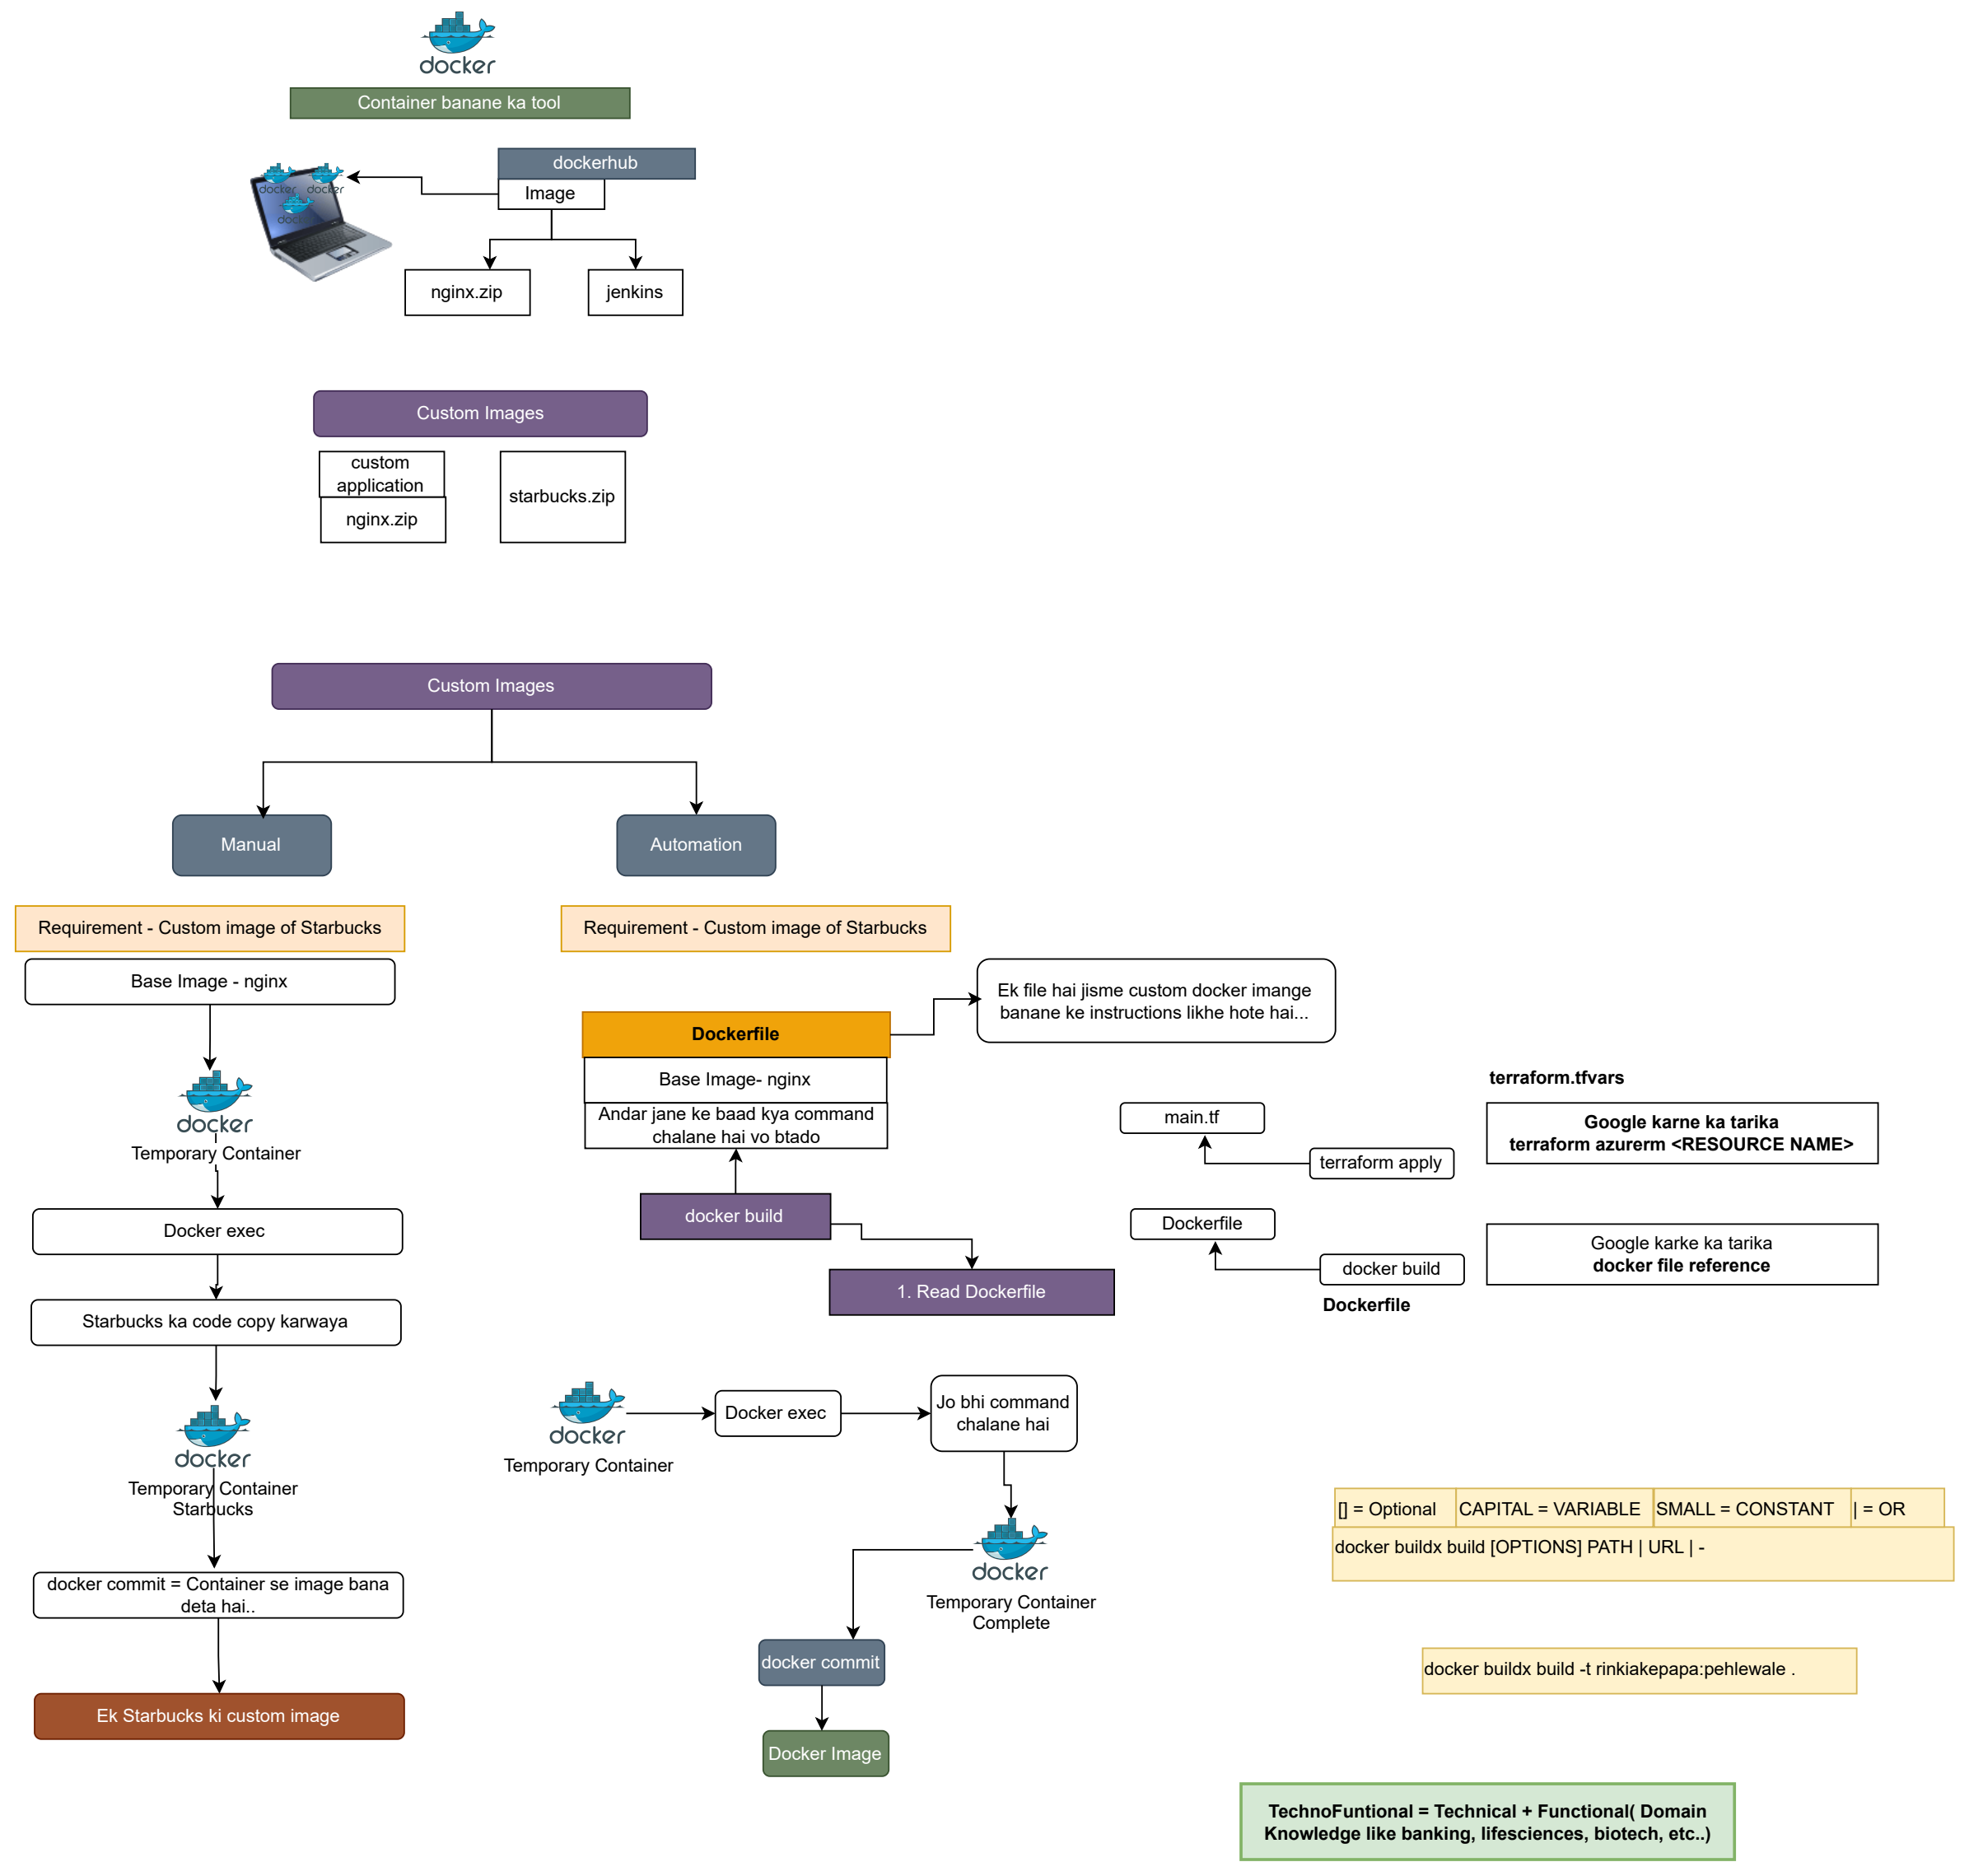 docker
Container banane ka tool
dockerhub
Image
docker
docker
docker
nginx.zip
jenkins
Custom Images
custom
application
nginx.zip
starbucks.zip
Custom Images
Manual
Automation
Requirement - Custom image of Starbucks
Base Image - nginx
docker
Temporary Container
Docker exec
Starbucks ka code copy karwaya
docker
Temporary Container
Starbucks
docker commit = Container se image bana
deta hai..
Ek Starbucks ki custom image
Requirement - Custom image of Starbucks
Dockerfile
Base Image- nginx
Andar jane ke baad kya command
chalane hai vo btado
docker build
1. Read Dockerfile
Ek file hai jisme custom docker imange
banane ke instructions likhe hote hai...
docker
Temporary Container
Docker exec
Jo bhi command
chalane hai
docker
Temporary Container
Complete
docker commit
Docker Image
main.tf
terraform apply
Dockerfile
docker build
Dockerfile
terraform.tfvars
Google karne ka tarika
terraform azurerm <RESOURCE NAME>
Google karke ka tarika
docker file reference
[] = Optional
CAPITAL = VARIABLE
SMALL = CONSTANT
| = OR
docker buildx build [OPTIONS] PATH | URL | -
docker buildx build -t rinkiakepapa:pehlewale .
TechnoFuntional = Technical + Functional( Domain
Knowledge like banking, lifesciences, biotech, etc..)